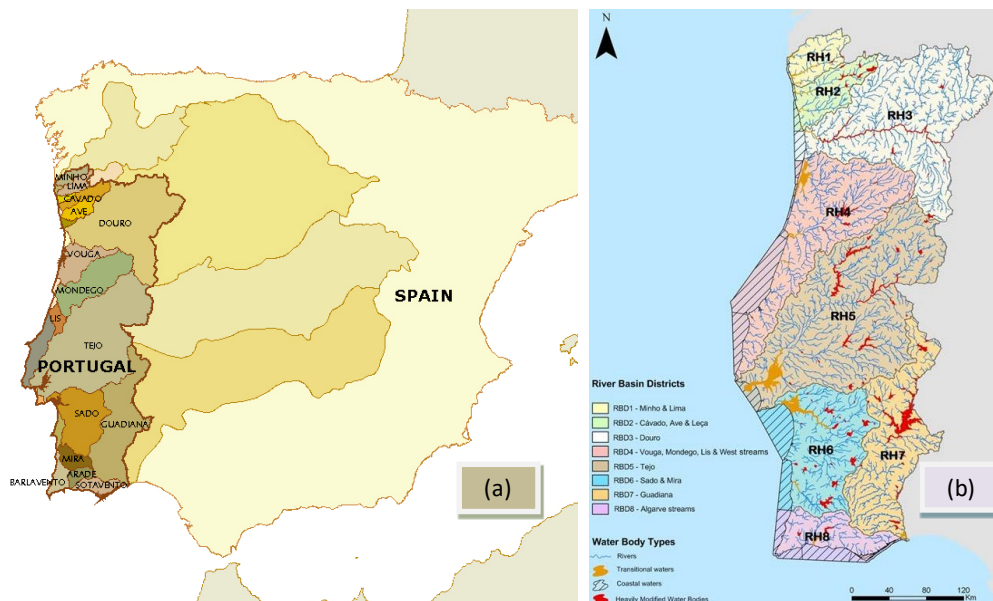 MINHO
LIMA
CAVADO
AVE
DOURO
VOUGA
MONDEGO
LIS
TEJO
PORTUGAL
SADO
GUADIANA
MIRA
ARADE
BARLAVENTO
SOTAVENTO
SPAIN
(a)
N
RH1
RH2
RH3
RH4
RH5
RH6
RH7
RH8
River Basin Districts
RBD1 - Minho & Lima
RBD2 - Cávado, Ave & Leça
RBD3 - Douro
RBD4 - Vouga, Mondego, Lis & West streams
RBD5 - Tejo
RBD6 - Sado & Mira
RBD7 - Guadiana
RBD8 - Algarve streams
Water Body Types
Rivers
Transitional waters
Coastal waters
Heavily Modified Water Bodies
(b)
0 40 80 120
Km